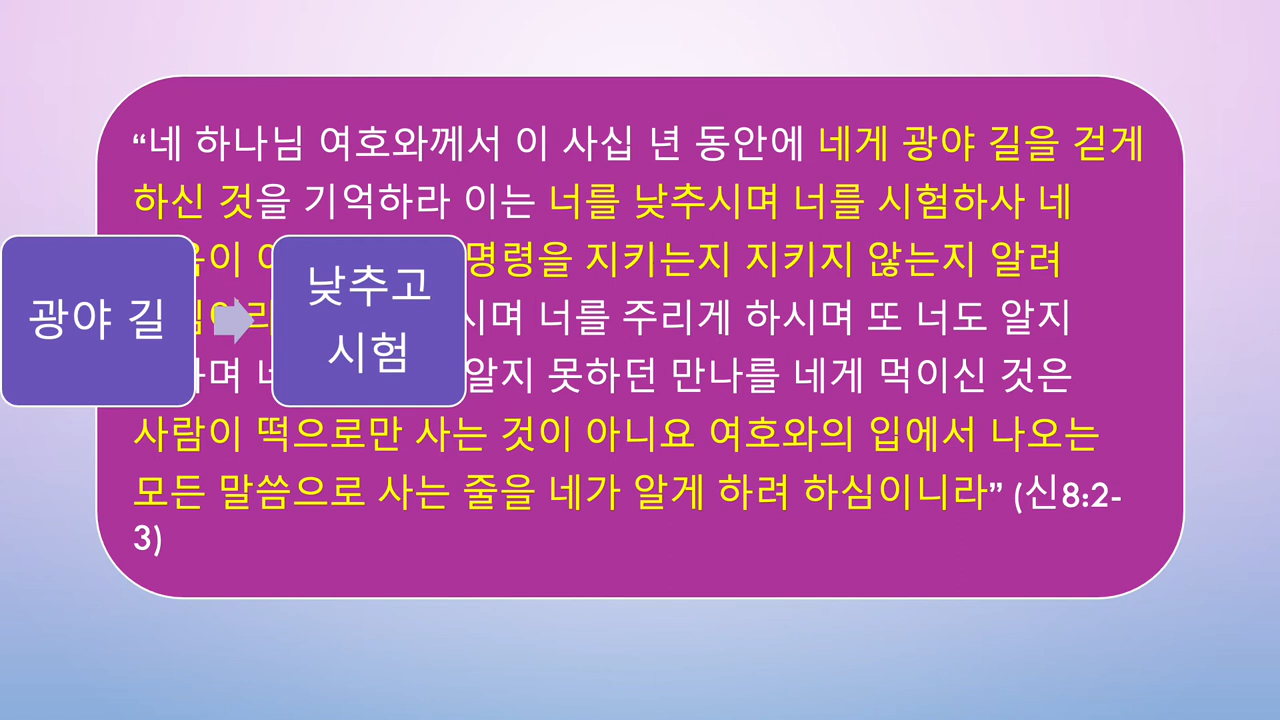 “네 하나님 여호와께서 이 사십 년 동안에 네게 광야 길을 걷게
하신 것을 기억하라 이는 너를 낮추시며 너를 시험하사 네
명령을 지키는지 지키지 않는지 알려
너를 주리게 하시며 또 너도 알지
알지 못하던 만나를 네게 먹이신 것은
사람이 떡으로만 사는 것이 아니요 여호와의 입에서 나오는
모든 말씀으로 사는 줄을 네가 알게 하려 하심이니라” (신8:2-
3)
광야 길
낮추고
시험